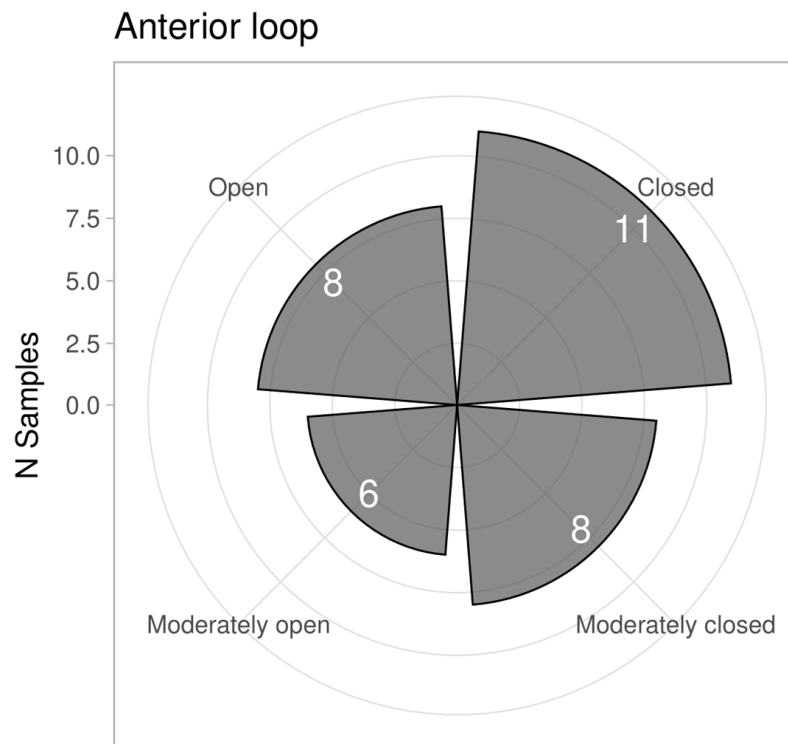 Anterior loop
10.0
7.5
5.0
2.5
0.0
N Samples
Open
Closed
11
8
6
8
Moderately open
Moderately closed